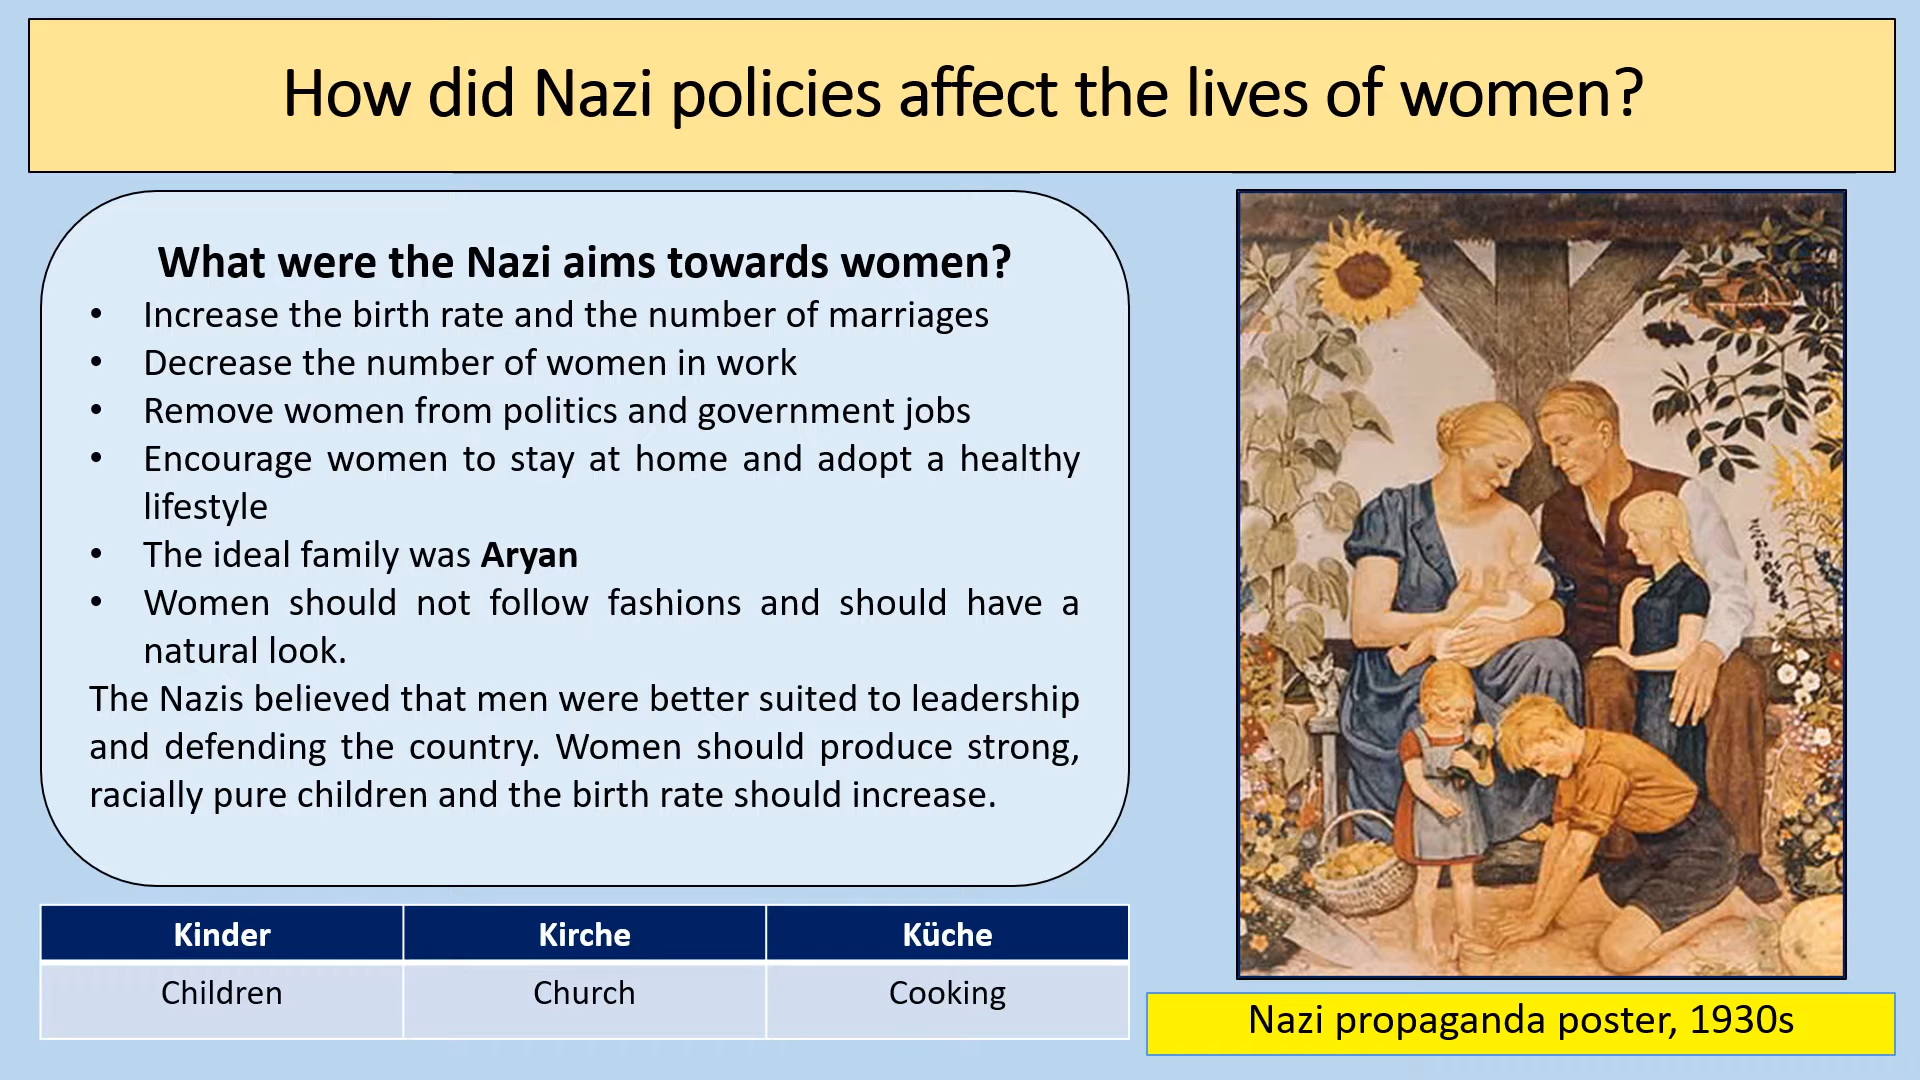 How did Nazi policies affect the lives of women?
What were the Nazi aims towards women?
• Increase the birth rate and the number of marriages
• Decrease the number of women in work
• Remove women from politics and government jobs
• Encourage women to stay at home and adopt a healthy
lifestyle
• The ideal family was Aryan
• Women should not follow fashions and should have a
natural look.
The Nazis believed that men were better suited to leadership
and defending the country. Women should produce strong,
racially pure children and the birth rate should increase.
Kinder Kirche Küche
Children Church Cooking
Nazi propaganda poster, 1930s